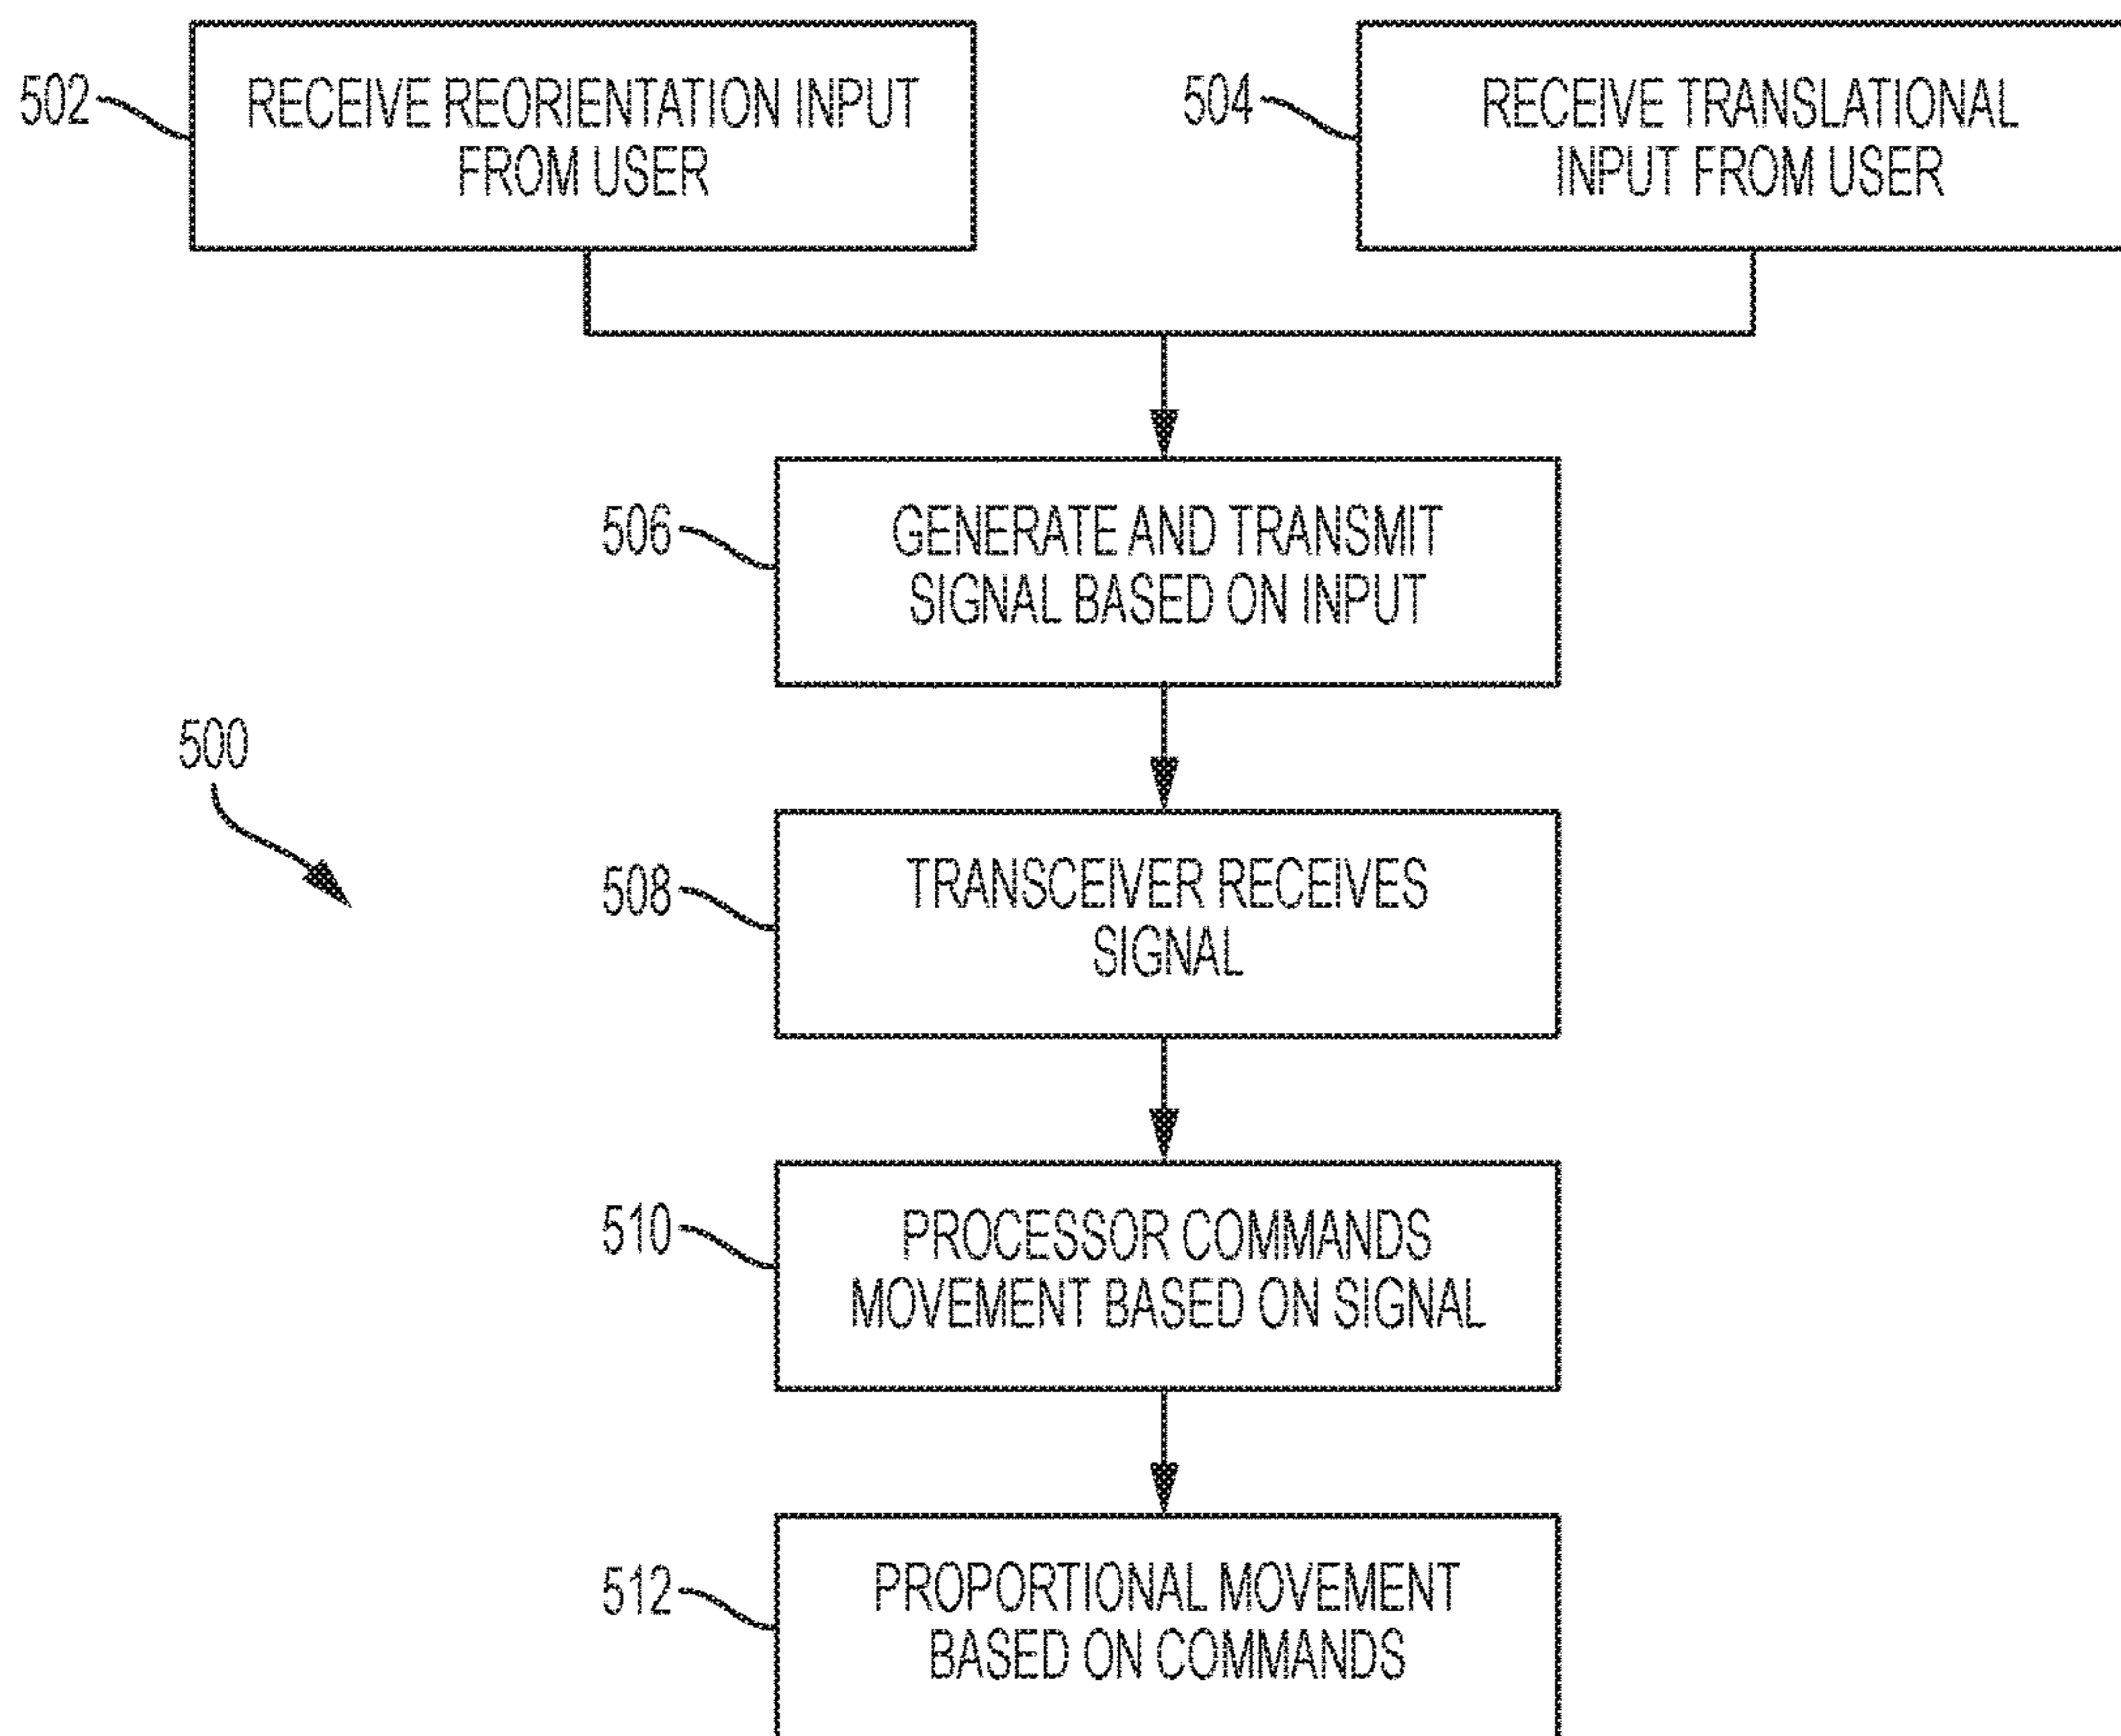 502
RECEIVE REORIENTATION INPUT
FROM USER
504
RECEIVE TRANSLATIONAL
INPUT FROM USER
506
GENERATE AND TRANSMIT
SIGNAL BASED ON INPUT
500
508
TRANSCEIVER RECEIVES
SIGNAL
510
PROCESSOR COMMANDS
MOVEMENT BASED ON SIGNAL
512
PROPORTIONAL MOVEMENT
BASED ON COMMANDS